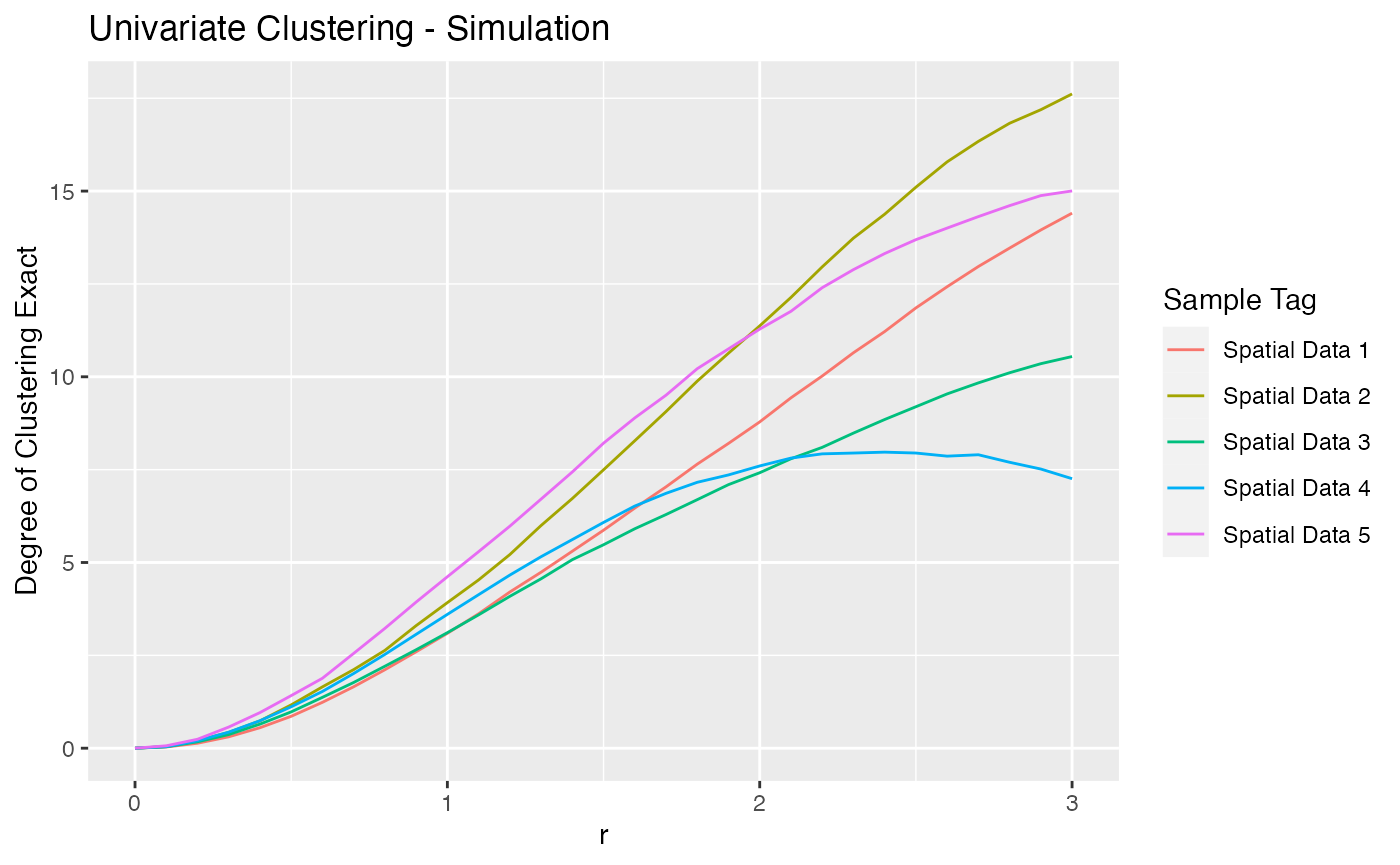 Univariate Clustering - Simulation
Degree of Clustering Exact
15
10
5
0
0 1 2 3
r
Sample Tag
Spatial Data 1
Spatial Data 2
Spatial Data 3
Spatial Data 4
Spatial Data 5